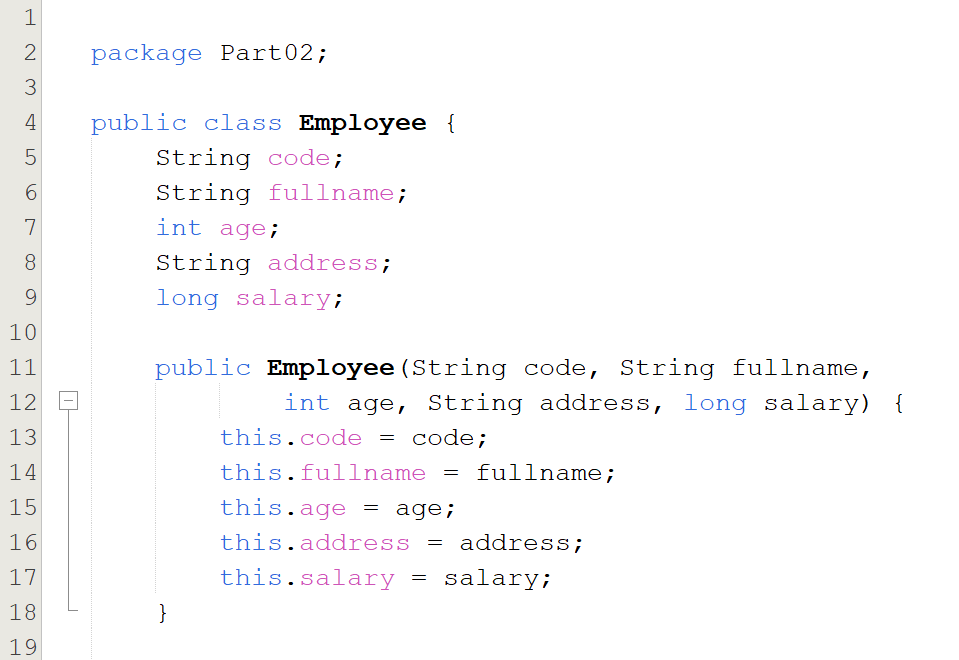 1
2 package Part02;
3
4 public class Employee {
5 String code;
6 String fullname;
7 int age;
8 String address;
9 long salary;
10
11 public Employee(String code, String fullname,
12 int age, String address, long salary) {
13 this.code = code;
14 this.fullname = fullname;
15 this.age = age;
16 this.address = address;
17 this.salary = salary;
18 }
19